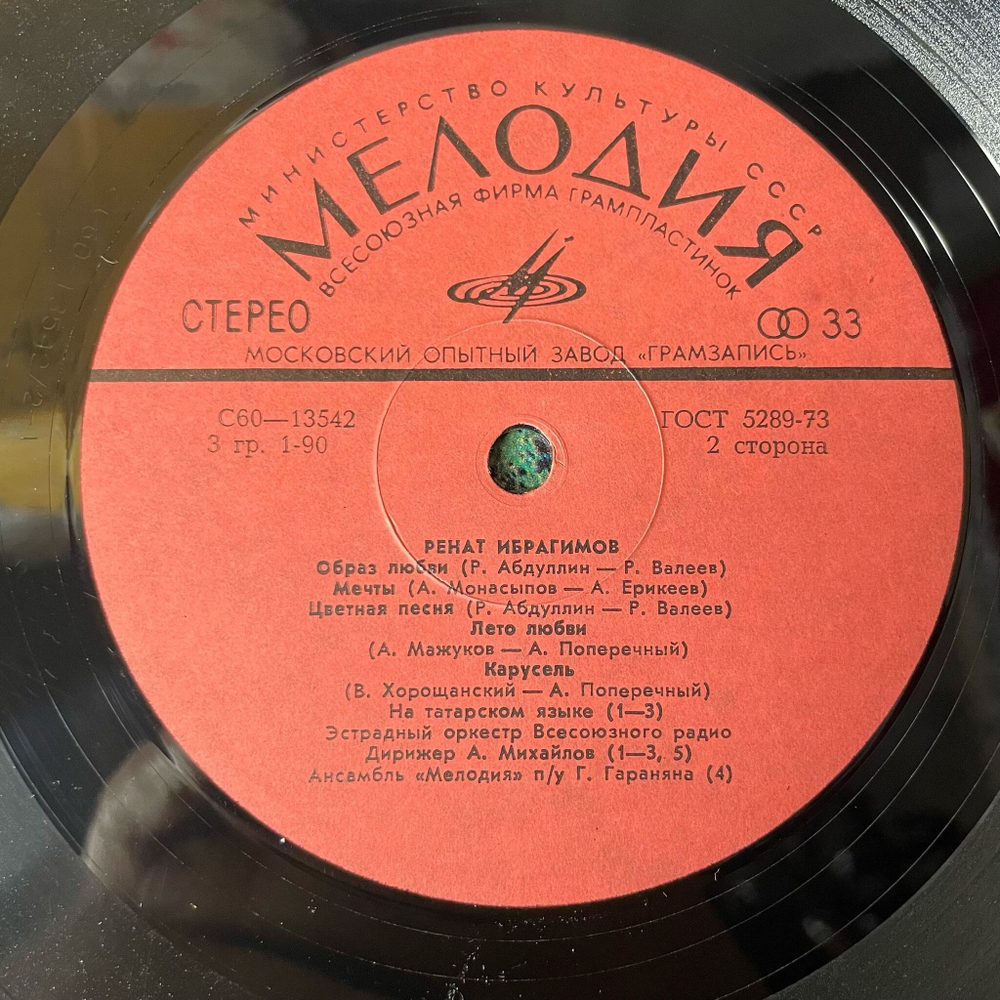 МИНИСТЕРСТВО КУЛЬТУРЫ СССР
МЕЛОДИЯ
ВСЕСОЮЗНАЯ ФИРМА ГРАМПЛАСТИНОК
СТЕРЕО
33
МОСКОВСКИЙ ОПЫТНЫЙ ЗАВОД «ГРАМЗАПИСЬ»
С60—13542
ГОСТ 5289-73
3 гр. 1-90
2 сторона
РЕНАТ ИБРАГИМОВ
Образ любви (Р. Абдуллин — Р. Валеев)
Мечты (А. Монасыпов — А. Ерикеев)
Цветная песня (Р. Абдуллин — Р. Валеев)
Лето любви
(А. Мажуков — А. Поперечный)
Карусель
(В. Хорощанский — А. Поперечный)
На татарском языке (1—3)
Эстрадный оркестр Всесоюзного радио
Дирижер А. Михайлов (1—3, 5)
Ансамбль «Мелодия» п/у Г. Гараняна (4)